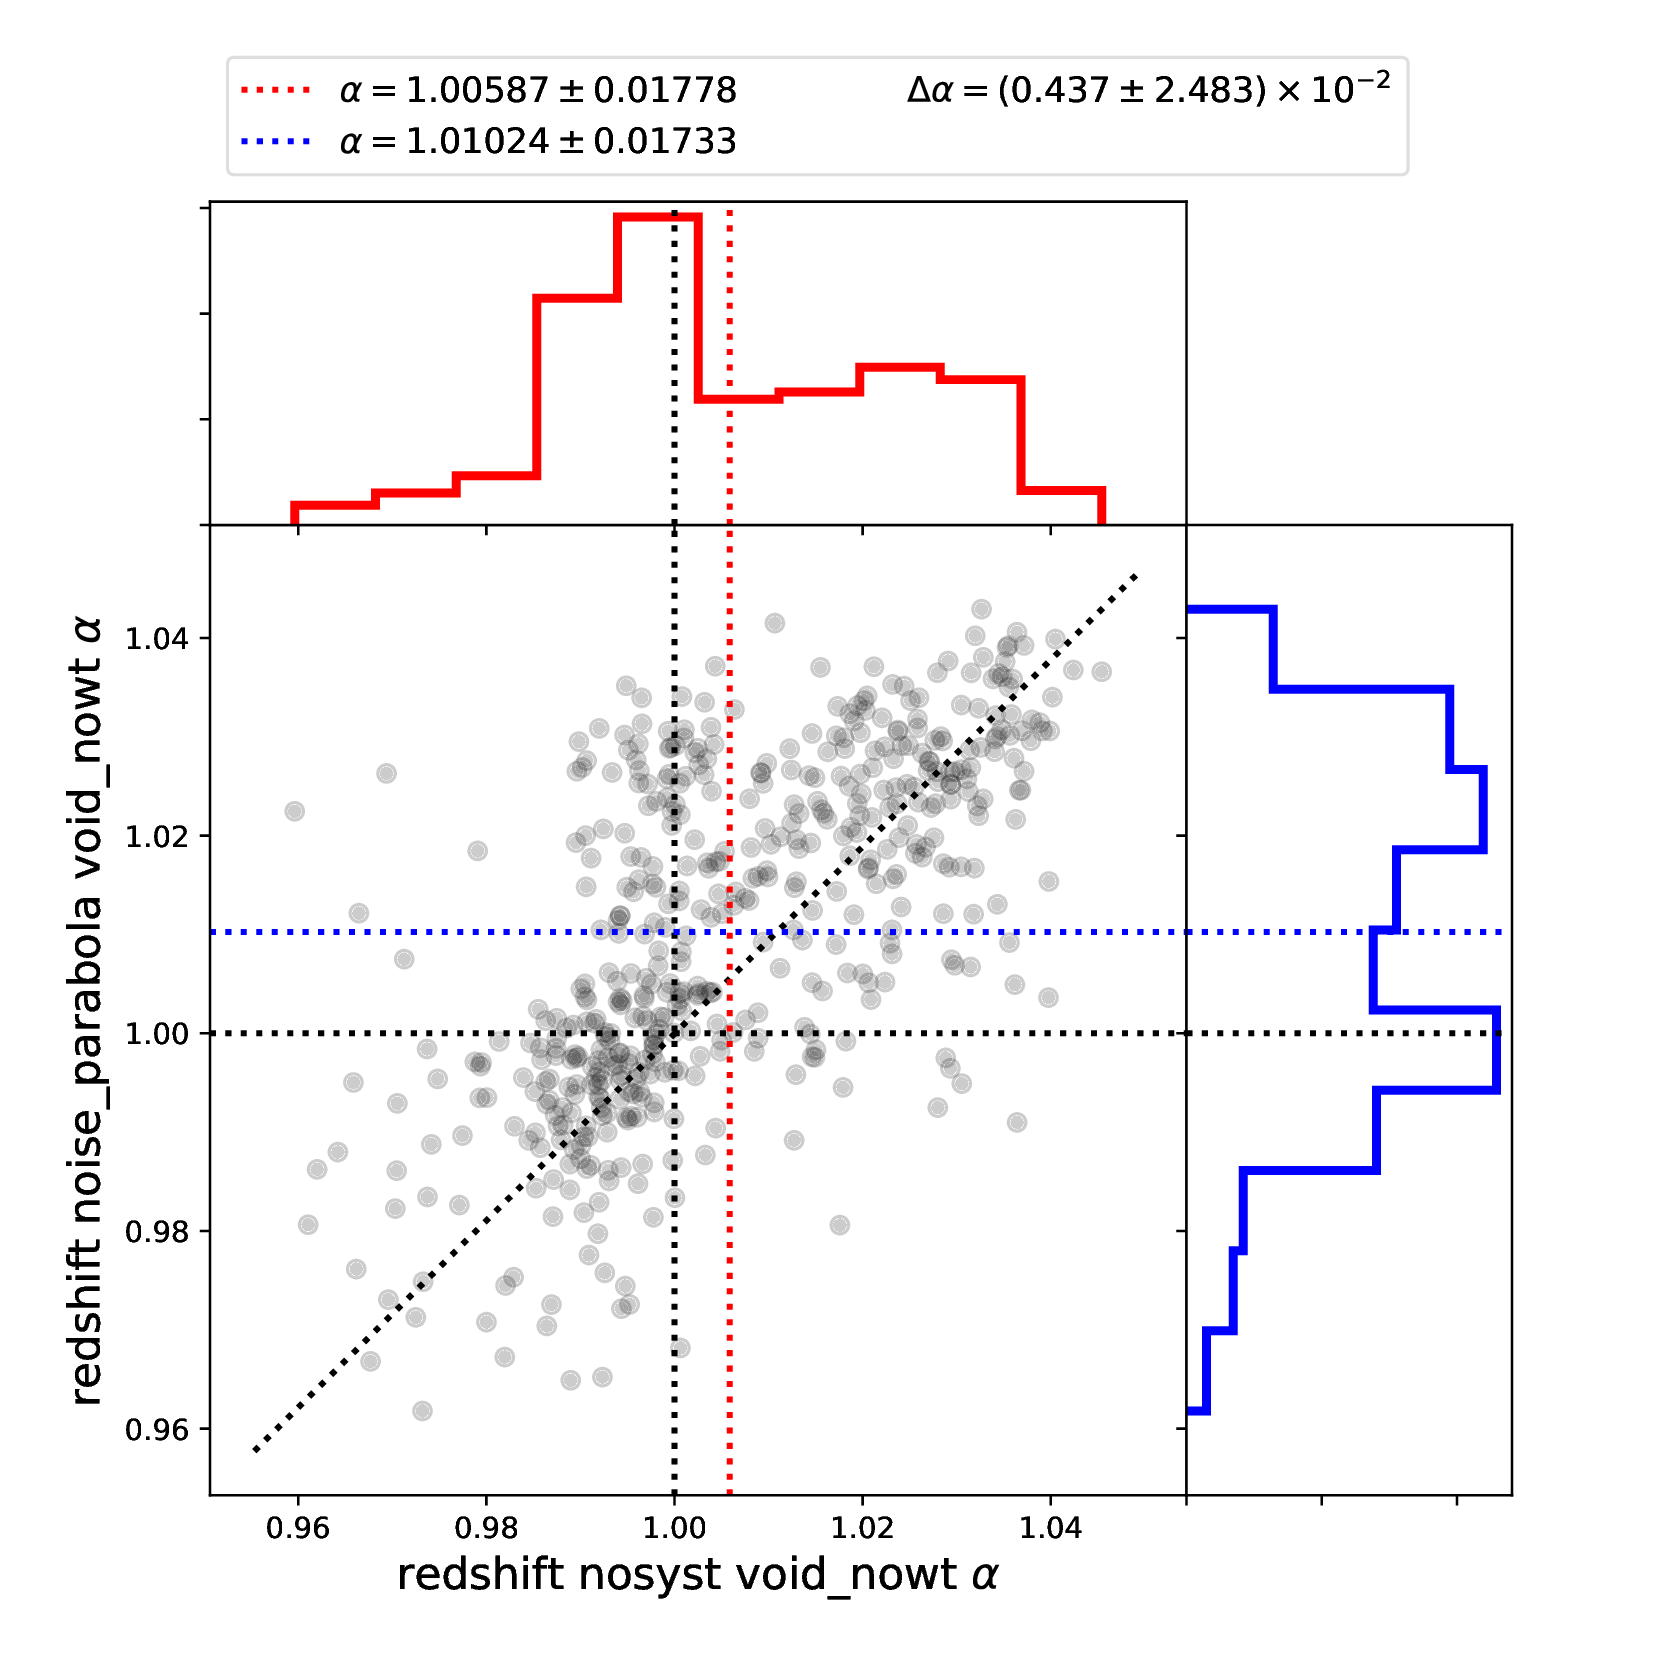 α = 1.00587 ± 0.01778
α = 1.01024 ± 0.01733
Δα = (0.437 ± 2.483) × 10⁻²
redshift noise_parabola void_nowt α
1.04
1.02
1.00
0.98
0.96
0.96 0.98 1.00 1.02 1.04
redshift nosyst void_nowt α